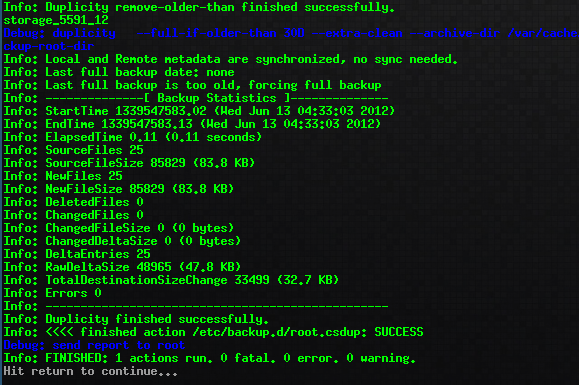 Info: Duplicity remove-older-than finished successfully.
storage_5591_12
Debug: duplicity --full-if-older-than 30D --extra-clean --archive-dir /var/cache
ckup-root-dir
Info: Local and Remote metadata are synchronized, no sync needed.
Info: Last full backup date: none
Info: Last full backup is too old, forcing full backup
Info: --------------[ Backup Statistics ]--------------
Info: StartTime 1339547583.02 (Wed Jun 13 04:33:03 2012)
Info: EndTime 1339547583.13 (Wed Jun 13 04:33:03 2012)
Info: ElapsedTime 0.11 (0.11 seconds)
Info: SourceFiles 25
Info: SourceFileSize 85829 (83.8 KB)
Info: NewFiles 25
Info: NewFileSize 85829 (83.8 KB)
Info: DeletedFiles 0
Info: ChangedFiles 0
Info: ChangedFileSize 0 (0 bytes)
Info: ChangedDeltaSize 0 (0 bytes)
Info: DeltaEntries 25
Info: RawDeltaSize 48965 (47.8 KB)
Info: TotalDestinationSizeChange 33499 (32.7 KB)
Info: Errors 0
Info: -------------------------------------------------
Info: Duplicity finished successfully.
Info: <<<< finished action /etc/backup.d/root.csdup: SUCCESS
Debug: send report to root
Info: FINISHED: 1 actions run. 0 fatal. 0 error. 0 warning.
Hit return to continue...